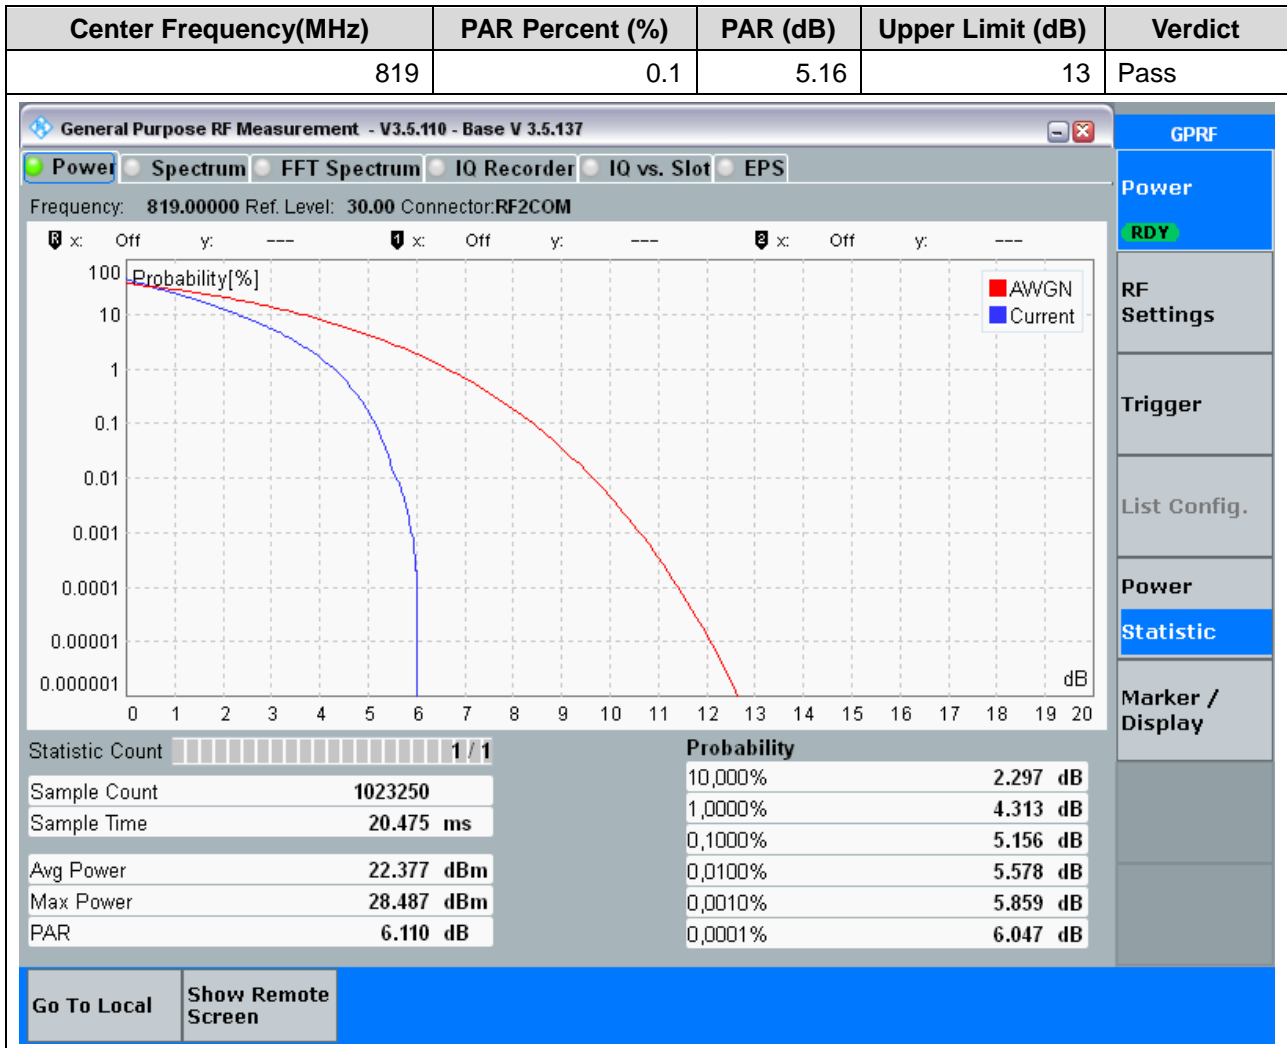 Center Frequency(MHz) PAR Percent (%) PAR (dB) Upper Limit (dB) Verdict
819 0.1 5.16 13 Pass
General Purpose RF Measurement - V3.5.110 - Base V 3.5.137
GPRF
Power Spectrum FFT Spectrum IQ Recorder IQ vs. Slot EPS
Power
RDY
Frequency: 819.00000 Ref. Level: 30.00 Connector:RF2COM
R x: Off y: --- 1 x: Off y: --- 2 x: Off y: ---
Probability[%]
AWGN
Current
100
10
1
0.1
0.01
0.001
0.0001
0.00001
0.000001
dB
0 1 2 3 4 5 6 7 8 9 10 11 12 13 14 15 16 17 18 19 20
RF
Settings
Trigger
List Config.
Power
Statistic
Marker /
Display
Statistic Count 1 / 1
Sample Count 1023250
Sample Time 20.475 ms
Avg Power 22.377 dBm
Max Power 28.487 dBm
PAR 6.110 dB
Probability
10,000% 2.297 dB
1,0000% 4.313 dB
0,1000% 5.156 dB
0,0100% 5.578 dB
0,0010% 5.859 dB
0,0001% 6.047 dB
Go To Local
Show Remote
Screen